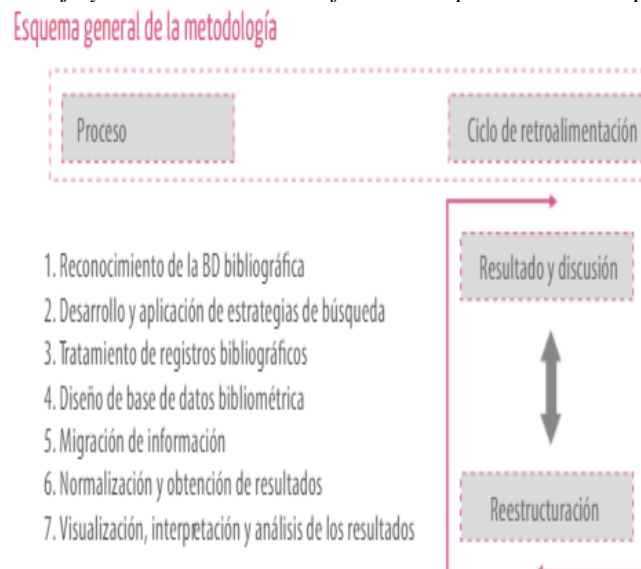 Esquema general de la metodología
Proceso
Ciclo de retroalimentación
1. Reconocimiento de la BD bibliográfica
2. Desarrollo y aplicación de estrategias de búsqueda
3. Tratamiento de registros bibliográficos
4. Diseño de base de datos bibliométrica
5. Migración de información
6. Normalización y obtención de resultados
7. Visualización, interpretación y análisis de los resultados
Resultado y discusión
Reestructuración